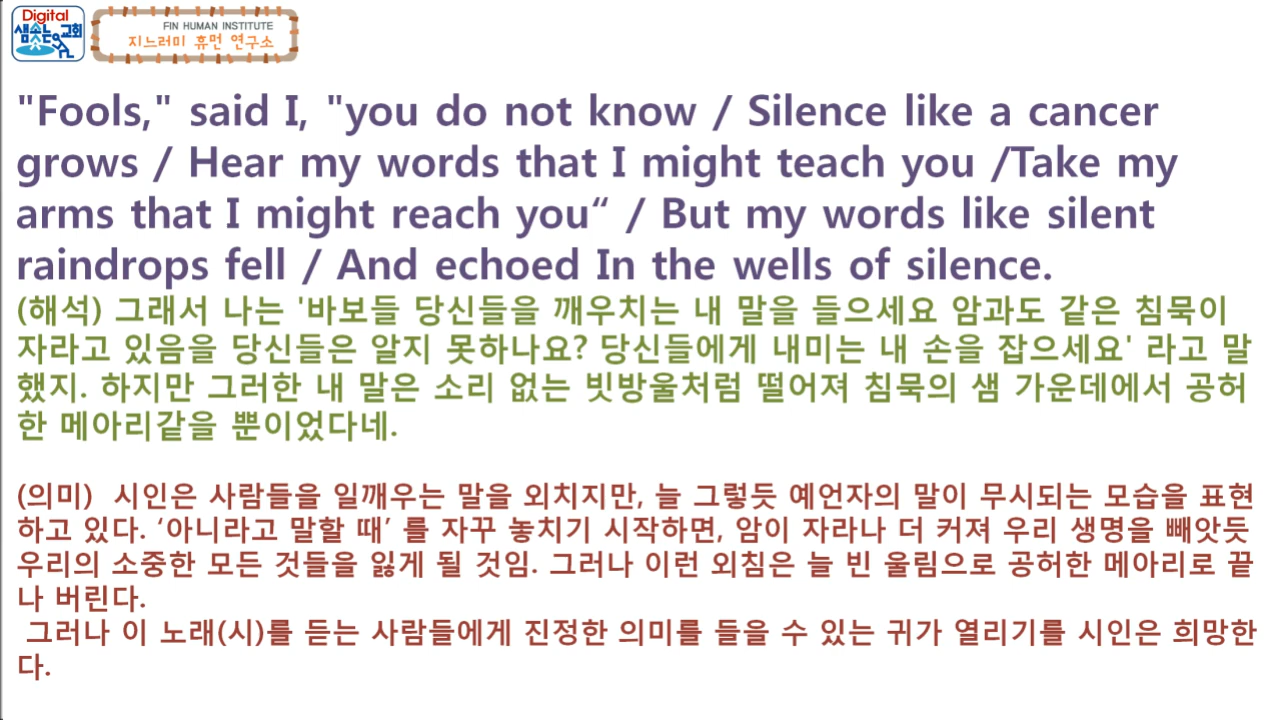 Digital
샘솟는교회
FIN HUMAN INSTITUTE
지느러미 휴먼 연구소
"Fools," said I, "you do not know / Silence like a cancer
grows / Hear my words that I might teach you /Take my
arms that I might reach you“ / But my words like silent
raindrops fell / And echoed In the wells of silence.
(해석) 그래서 나는 '바보들 당신들을 깨우치는 내 말을 들으세요 암과도 같은 침묵이
자라고 있음을 당신들은 알지 못하나요? 당신들에게 내미는 내 손을 잡으세요' 라고 말
했지. 하지만 그러한 내 말은 소리 없는 빗방울처럼 떨어져 침묵의 샘 가운데에서 공허
한 메아리같을 뿐이었다네.
(의미) 시인은 사람들을 일깨우는 말을 외치지만, 늘 그렇듯 예언자의 말이 무시되는 모습을 표현
하고 있다. ‘아니라고 말할 때’ 를 자꾸 놓치기 시작하면, 암이 자라나 더 커져 우리 생명을 빼앗듯
우리의 소중한 모든 것들을 잃게 될 것임. 그러나 이런 외침은 늘 빈 울림으로 공허한 메아리로 끝
나 버린다.
그러나 이 노래(시)를 듣는 사람들에게 진정한 의미를 들을 수 있는 귀가 열리기를 시인은 희망한
다.